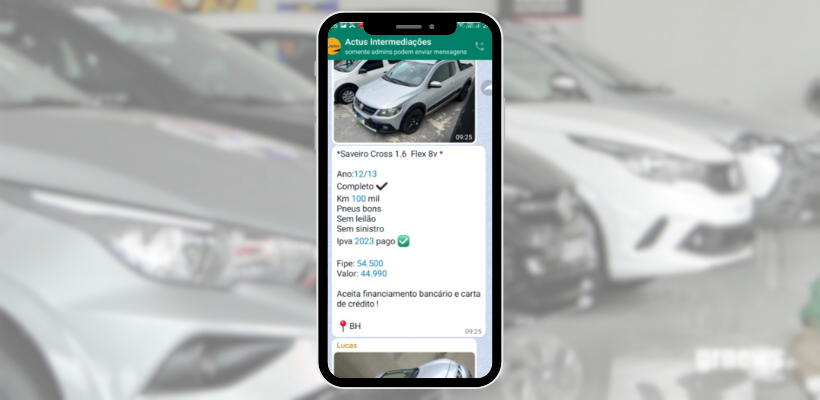 Actus Intermediações
somente admins podem enviar mensagens
09:25
*Saveiro Cross 1.6 Flex 8v *
Ano:12/13
Completo ✔
Km 100 mil
Pneus bons
Sem leilão
Sem sinistro
Ipva 2023 pago ✅
Fipe: 54.500
Valor: 44.990
Aceita financiamento bancário e carta
de crédito !
📍BH
09:25
Lucas
grnews